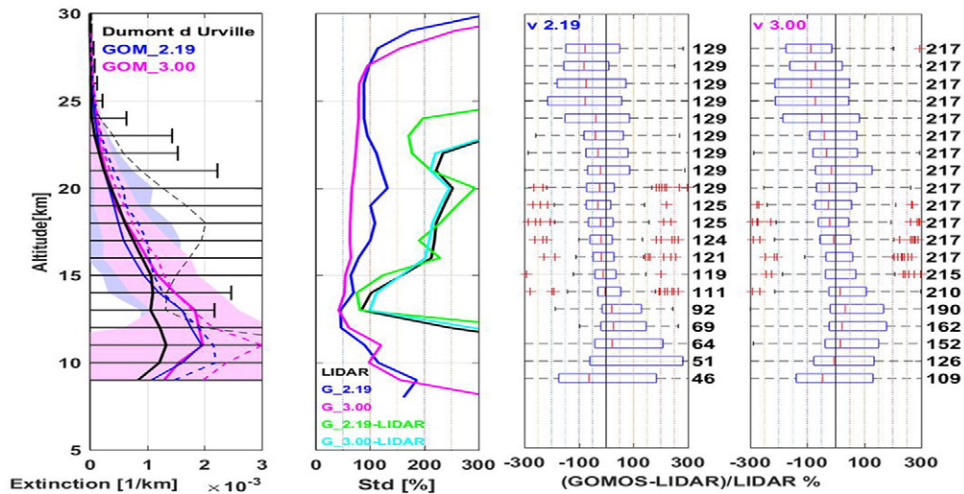 Dumont d Urville
GOM_2.19
GOM_3.00
30
25
20
15
10
5
Altitude[km]
0 1 2 3
Extinction [1/km] × 10⁻³
LIDAR
G_2.19
G_3.00
G_2.19-LIDAR
G_3.00-LIDAR
0 100 200 300
Std [%]
v 2.19
129
129
129
129
129
129
129
129
129
125
125
124
121
119
111
92
69
64
51
46
-300 -100 0 100 300
v 3.00
217
217
217
217
217
217
217
217
217
217
217
217
217
215
210
190
162
152
126
109
-300 -100 0 100 300
(GOMOS-LIDAR)/LIDAR %